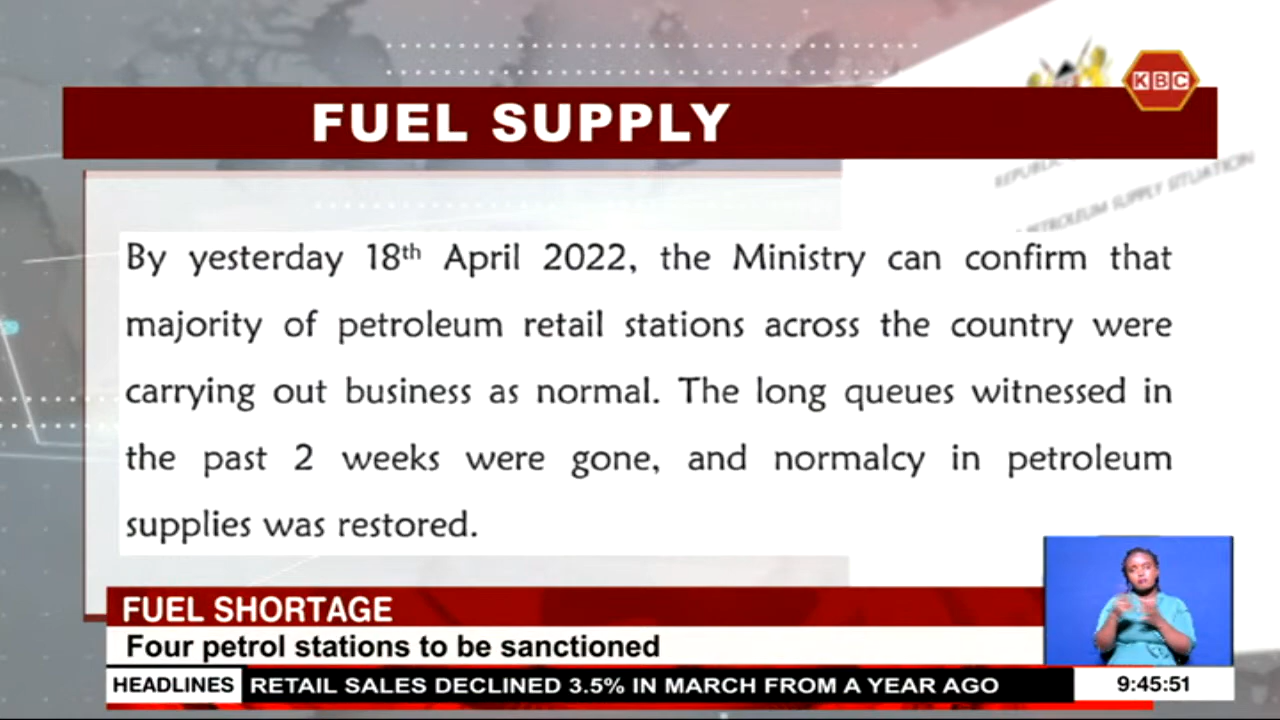 KBC
FUEL SUPPLY
PETROLEUM SUPPLY SITUATION
By yesterday 18th April 2022, the Ministry can confirm that
majority of petroleum retail stations across the country were
carrying out business as normal. The long queues witnessed in
the past 2 weeks were gone, and normalcy in petroleum
supplies was restored.
FUEL SHORTAGE
Four petrol stations to be sanctioned
HEADLINES RETAIL SALES DECLINED 3.5% IN MARCH FROM A YEAR AGO 9:45:51